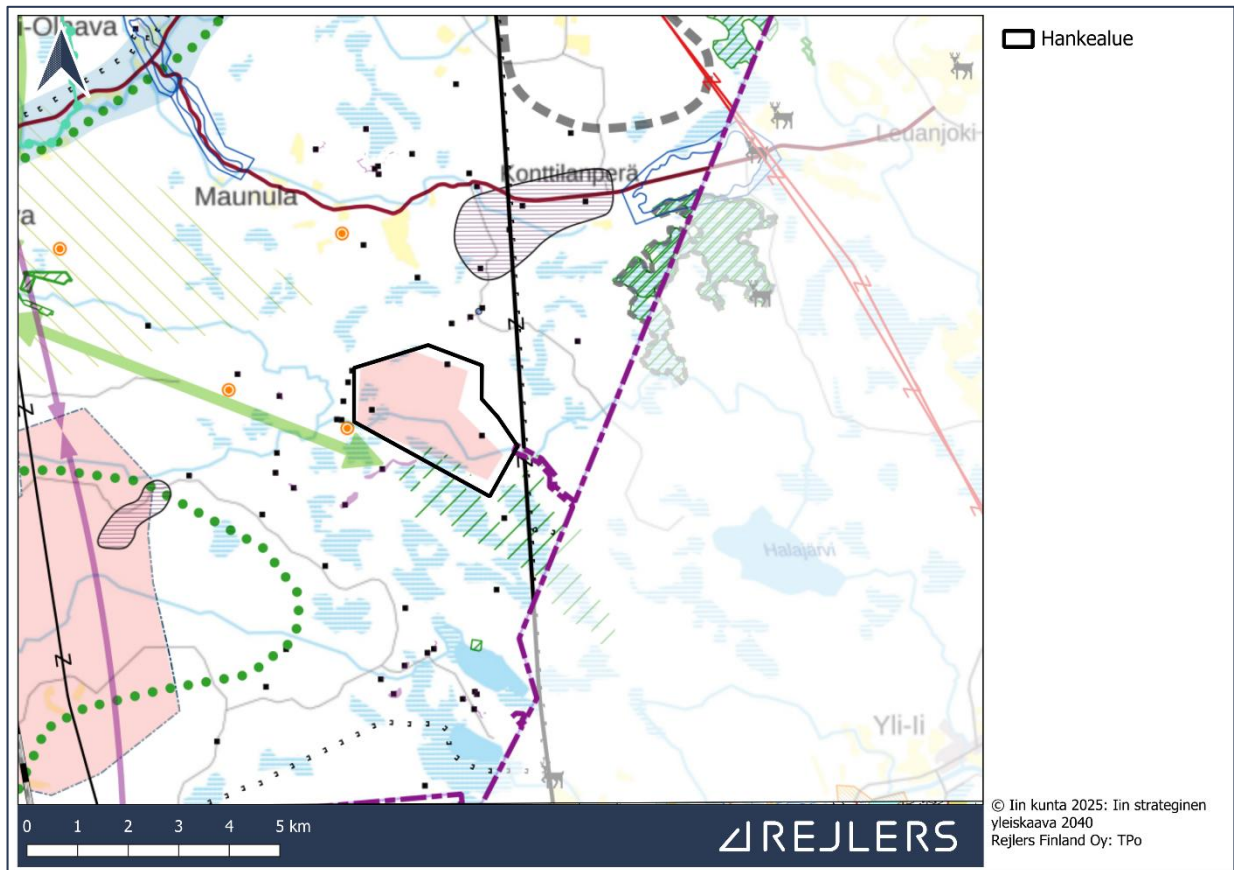 i-Olhava
Hankealue
Leuanjoki
Konttilanperä
Maunula
va
Halajärvi
Yli-Ii
0 1 2 3 4 5 km
REJLERS
© Iin kunta 2025: Iin strateginen
yleiskaava 2040
Rejlers Finland Oy: TPo